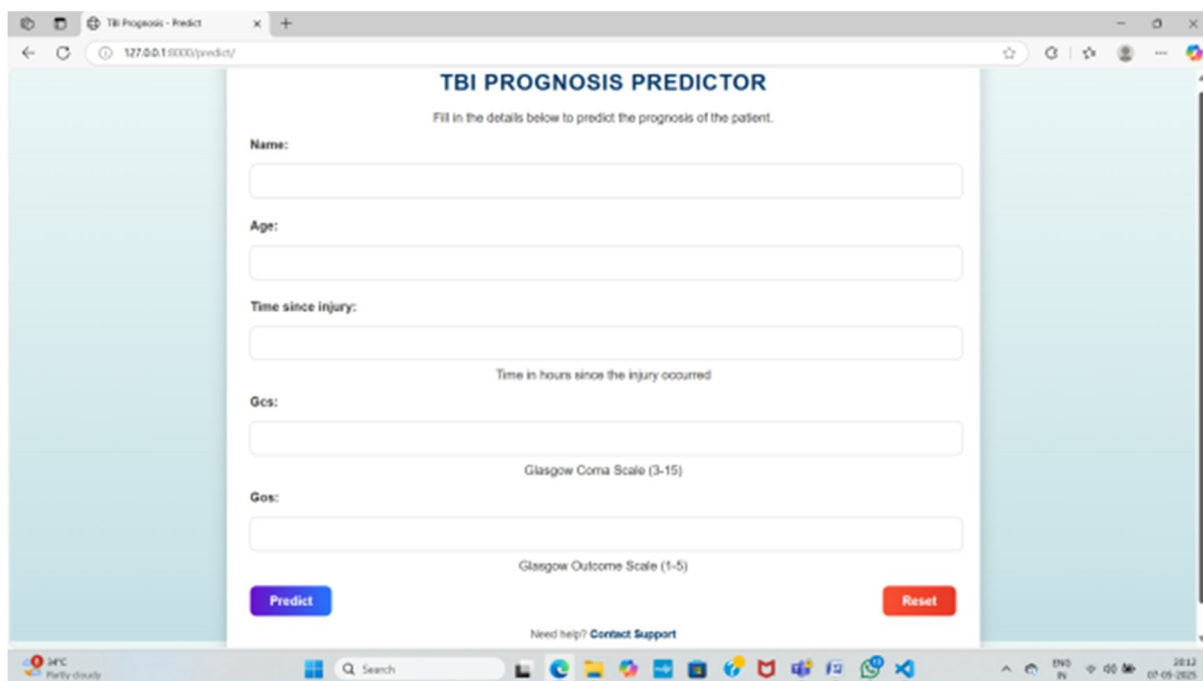 TBI Prognosis - Predict
127.0.0.1:8000/predict/
TBI PROGNOSIS PREDICTOR
Fill in the details below to predict the prognosis of the patient.
Name:
Age:
Time since injury:
Time in hours since the injury occurred
Gcs:
Glasgow Coma Scale (3-15)
Gos:
Glasgow Outcome Scale (1-5)
Predict
Reset
Need help? Contact Support
34°C
Partly cloudy
Search
ENG
IN
20:12